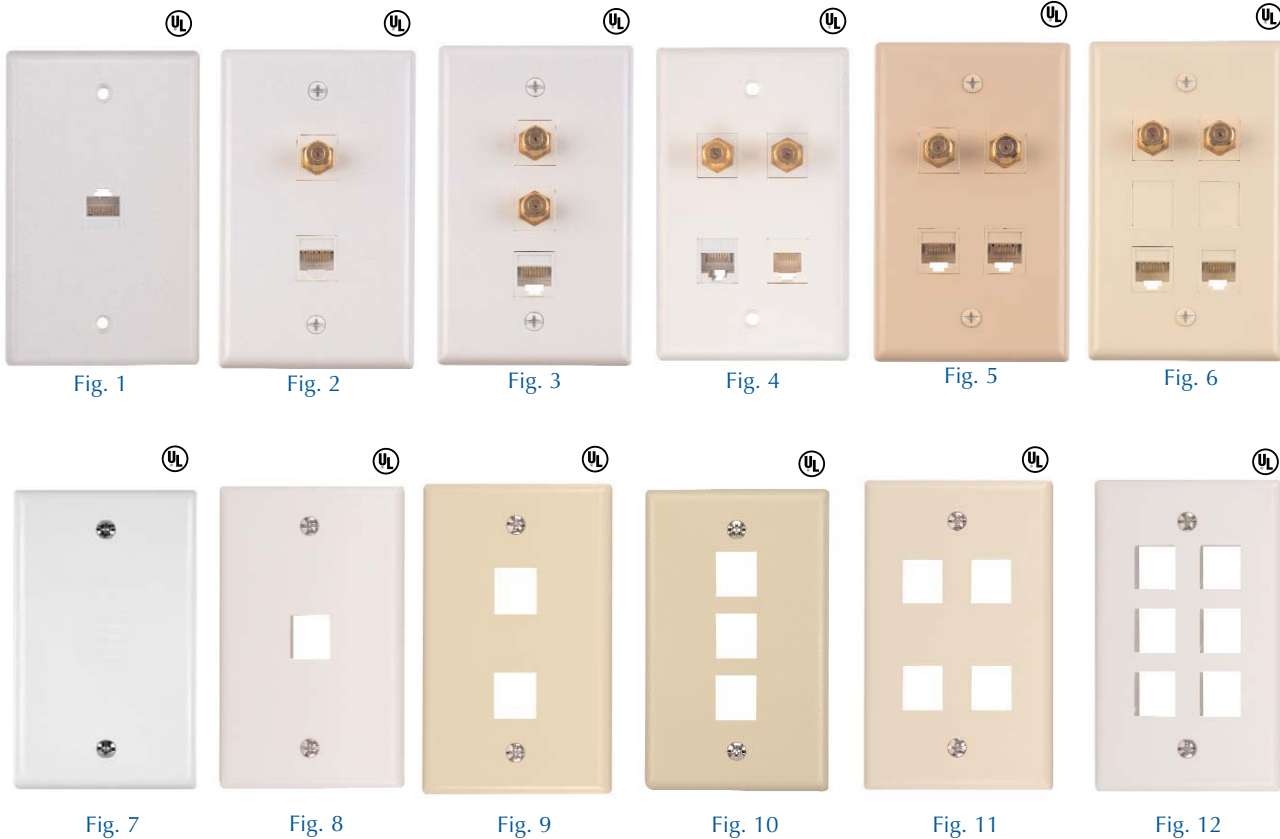 UL UL UL UL UL UL
Fig. 1 Fig. 2 Fig. 3 Fig. 4 Fig. 5 Fig. 6
UL UL UL UL UL UL
Fig. 7 Fig. 8 Fig. 9 Fig. 10 Fig. 11 Fig. 12